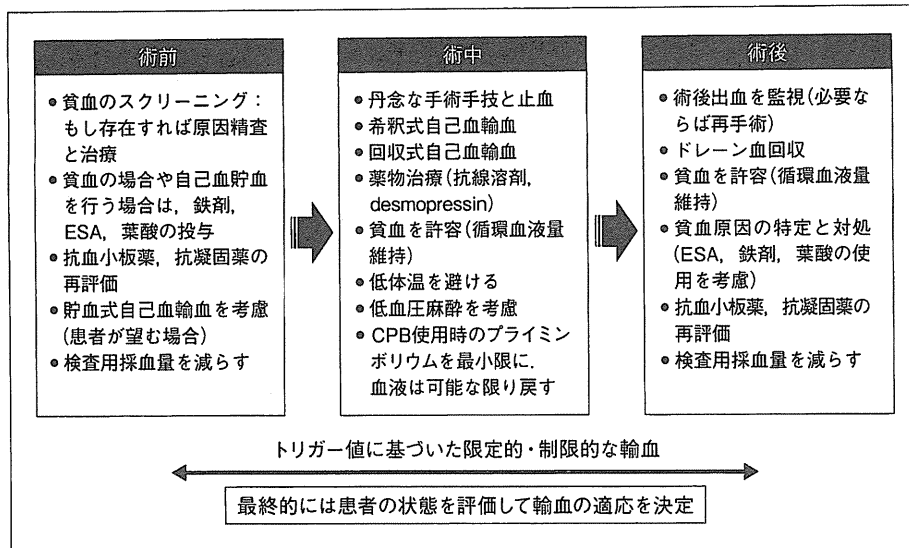 術前
● 貧血のスクリーニング：
もし存在すれば原因精査
と治療
● 貧血の場合や自己血貯血
を行う場合は，鉄剤，
ESA，葉酸の投与
● 抗血小板薬，抗凝固薬の
再評価
● 貯血式自己血輸血を考慮
(患者が望む場合)
● 検査用採血量を減らす
術中
● 丹念な手術手技と止血
● 希釈式自己血輸血
● 回収式自己血輸血
● 薬物治療(抗線溶剤，
desmopressin)
● 貧血を許容(循環血液量
維持)
● 低体温を避ける
● 低血圧麻酔を考慮
● CPB使用時のプライミン
ボリウムを最小限に．
血液は可能な限り戻す
術後
● 術後出血を監視(必要な
らば再手術)
● ドレーン血回収
● 貧血を許容(循環血液量
維持)
● 貧血原因の特定と対処
(ESA，鉄剤，葉酸の使
用を考慮)
● 抗血小板薬，抗凝固薬の
再評価
● 検査用採血量を減らす
トリガー値に基づいた限定的・制限的な輸血
最終的には患者の状態を評価して輸血の適応を決定